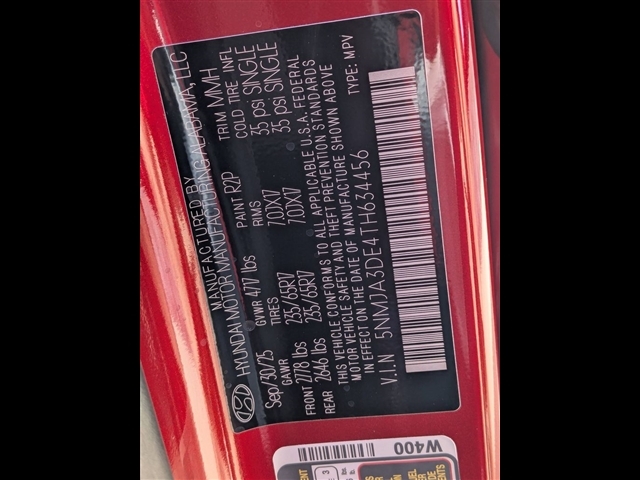 MANUFACTURED BY
HYUNDAI MOTOR MANUFACTURING ALABAMA, LLC
Sep/30/25 GVWR 4717 lbs PAINT R2P TRIM MMH
GAWR TIRES RIMS COLD TIRE INFL
FRONT 2778 lbs 235/65R17 7.0JX17 35 psi SINGLE
REAR 2646 lbs 235/65R17 7.0JX17 35 psi SINGLE
THIS VEHICLE CONFORMS TO ALL APPLICABLE U.S.A. FEDERAL
MOTOR VEHICLE SAFETY AND THEFT PREVENTION STANDARDS
IN EFFECT ON THE DATE OF MANUFACTURE SHOWN ABOVE
V.I.N 5NMJA3DE4TH634456 TYPE: MPV
W400
3